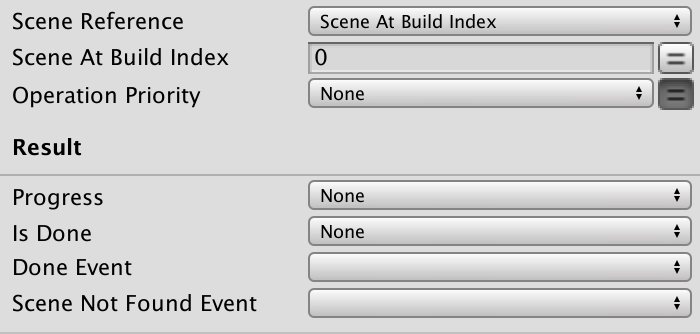 Scene Reference Scene At Build Index
Scene At Build Index 0
Operation Priority None
Result
Progress None
Is Done None
Done Event
Scene Not Found Event